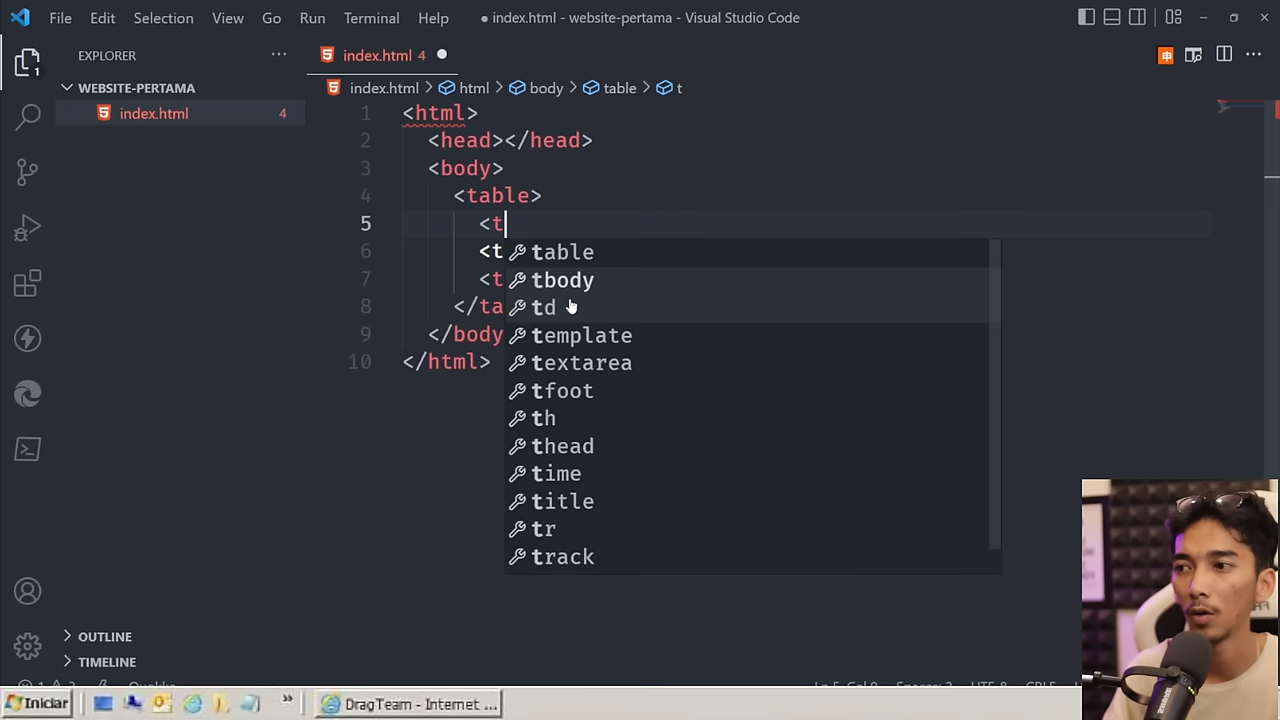 File Edit Selection View Go Run Terminal Help
● index.html - website-pertama - Visual Studio Code
EXPLORER
index.html 4
WEBSITE-PERTAMA
index.html 4
index.html > html > body > table > t
1 <html>
2 <head></head>
3 <body>
4 <table>
5 <t
6 <t
7 <t
8 </ta
9 </body
10 </html>
table
tbody
td
template
textarea
tfoot
th
thead
time
title
tr
track
1
OUTLINE
TIMELINE
Iniciar
DragTeam - Internet ...